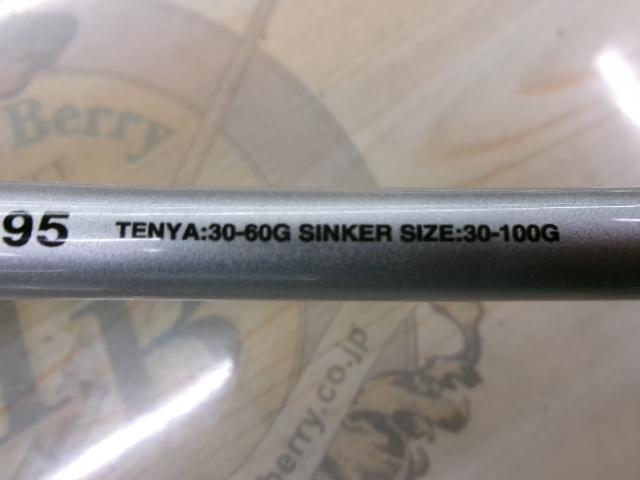 Berry
95 TENYA:30-60G SINKER SIZE:30-100G
B
berry.co.jp